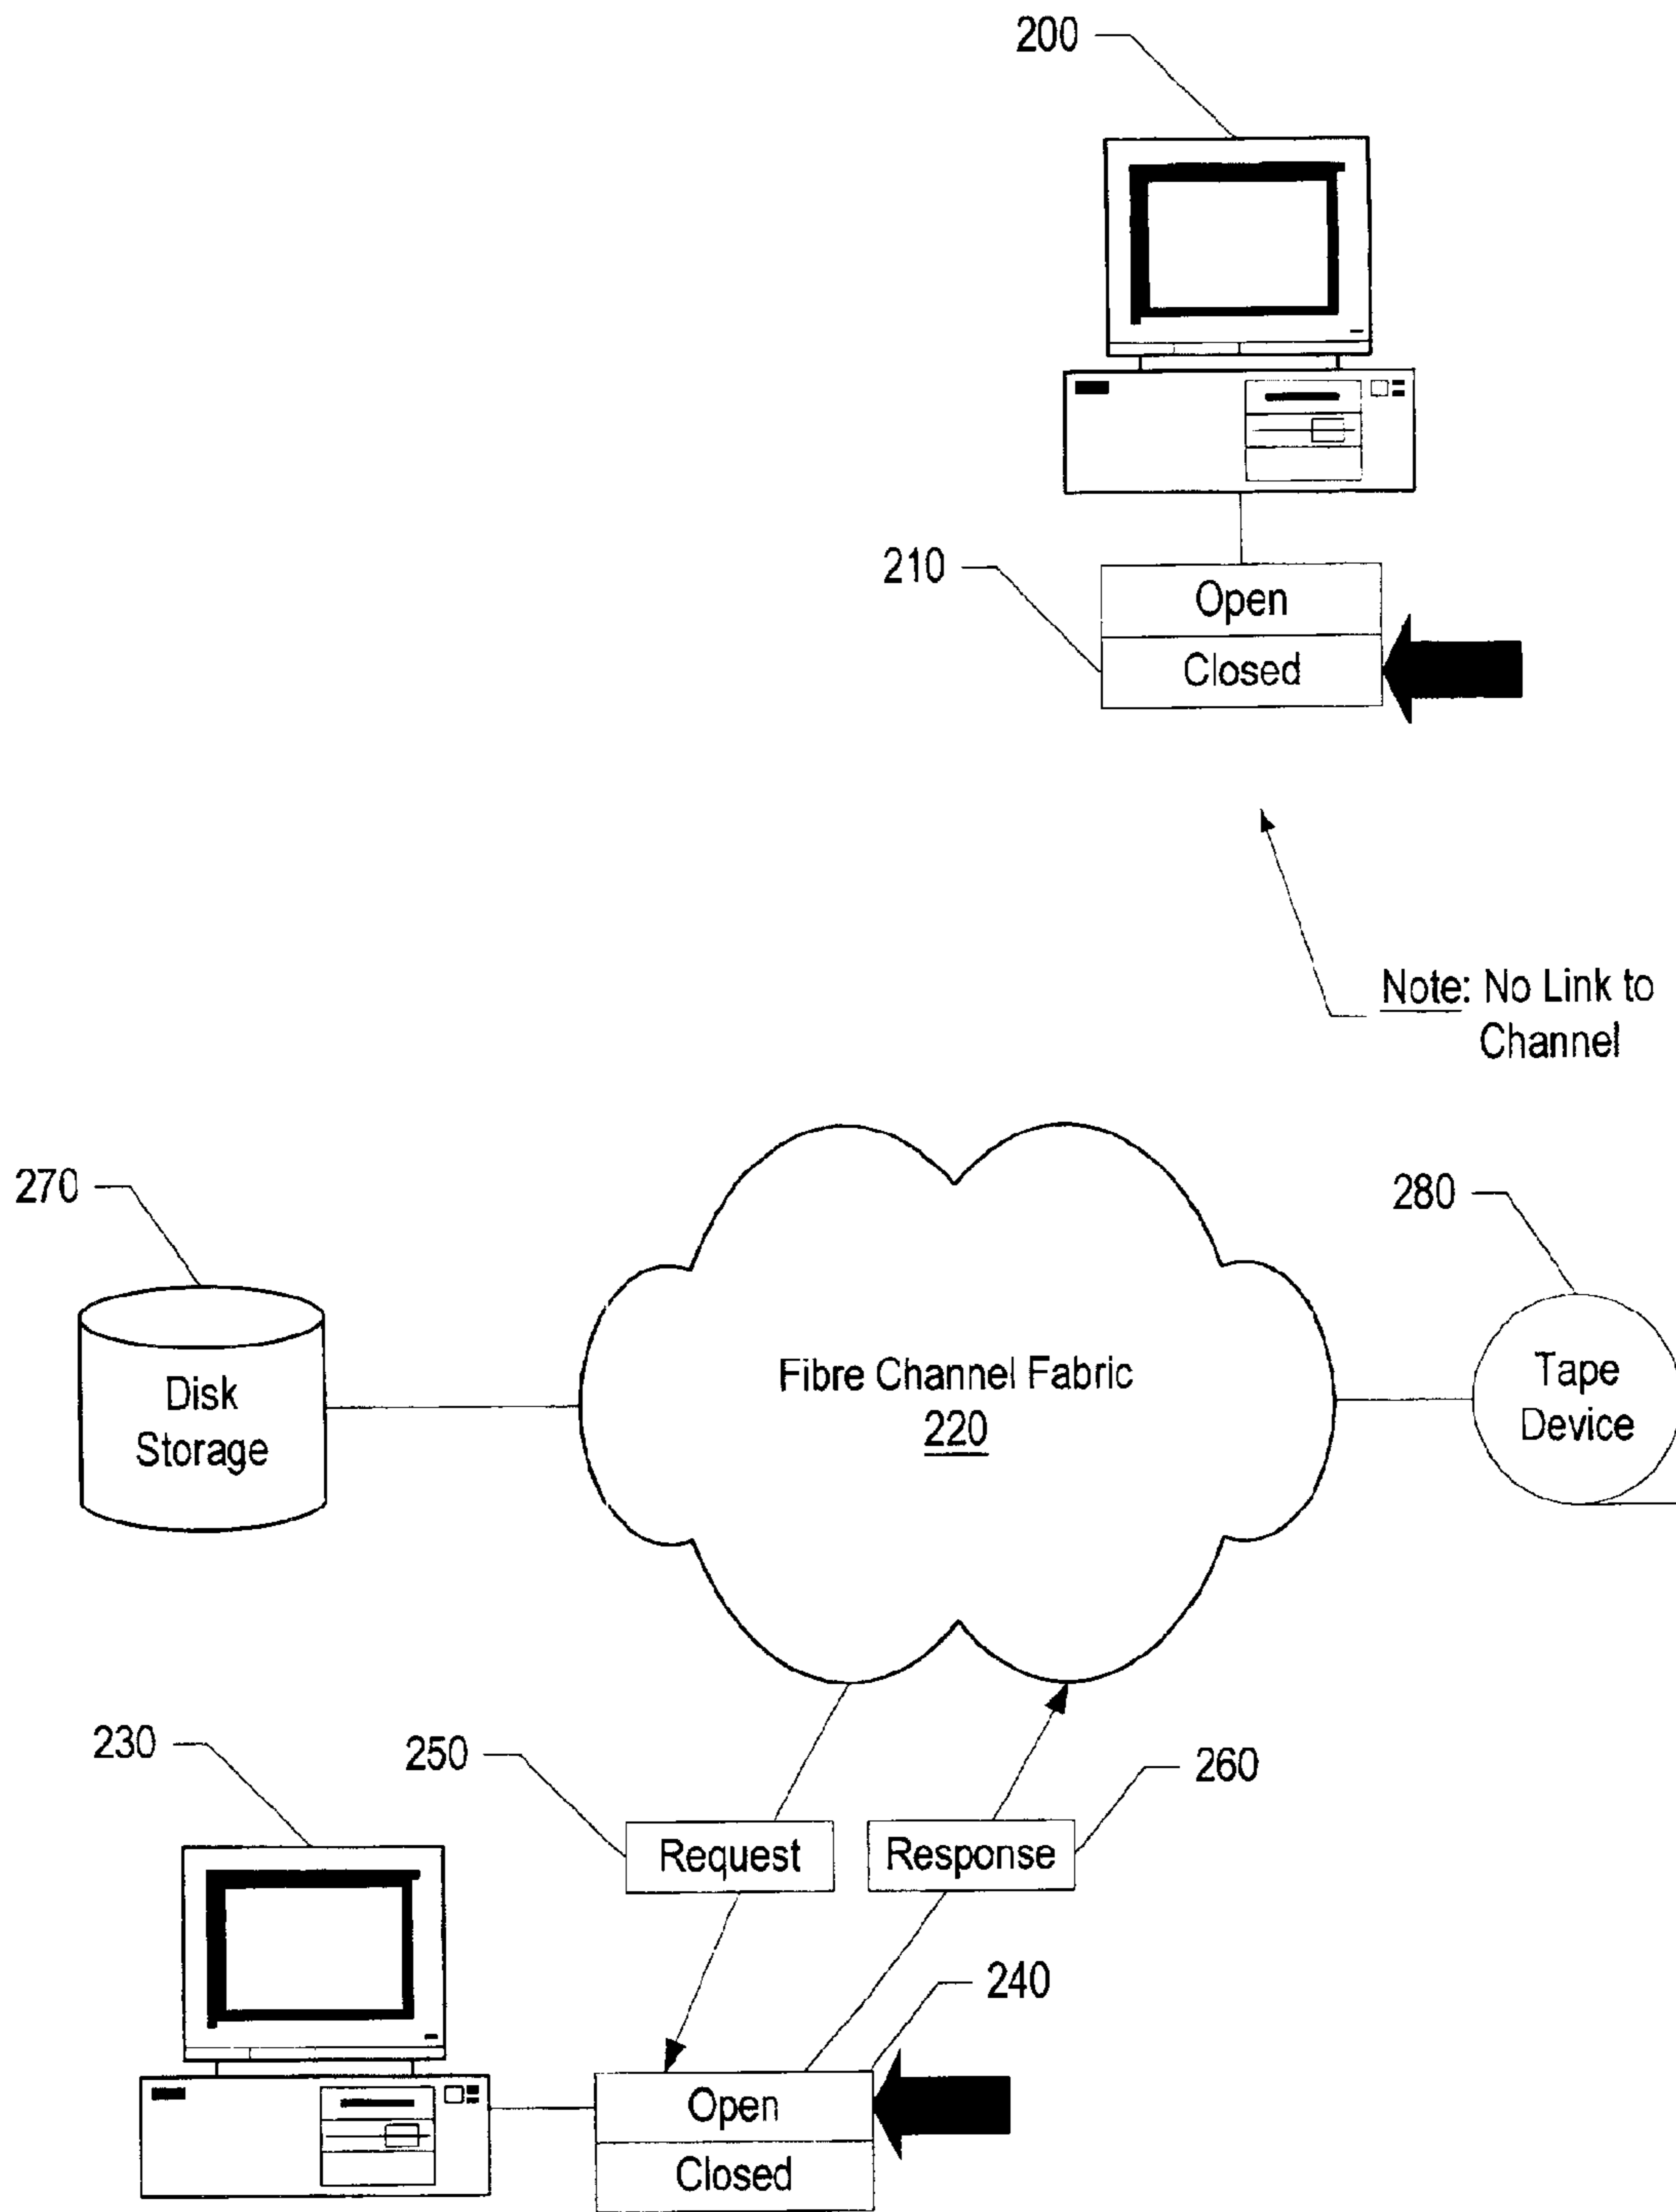 200
210
Open
Closed
Note: No Link to
Channel
270
280
Disk
Storage
Fibre Channel Fabric
220
Tape
Device
230
250
260
Request
Response
240
Open
Closed